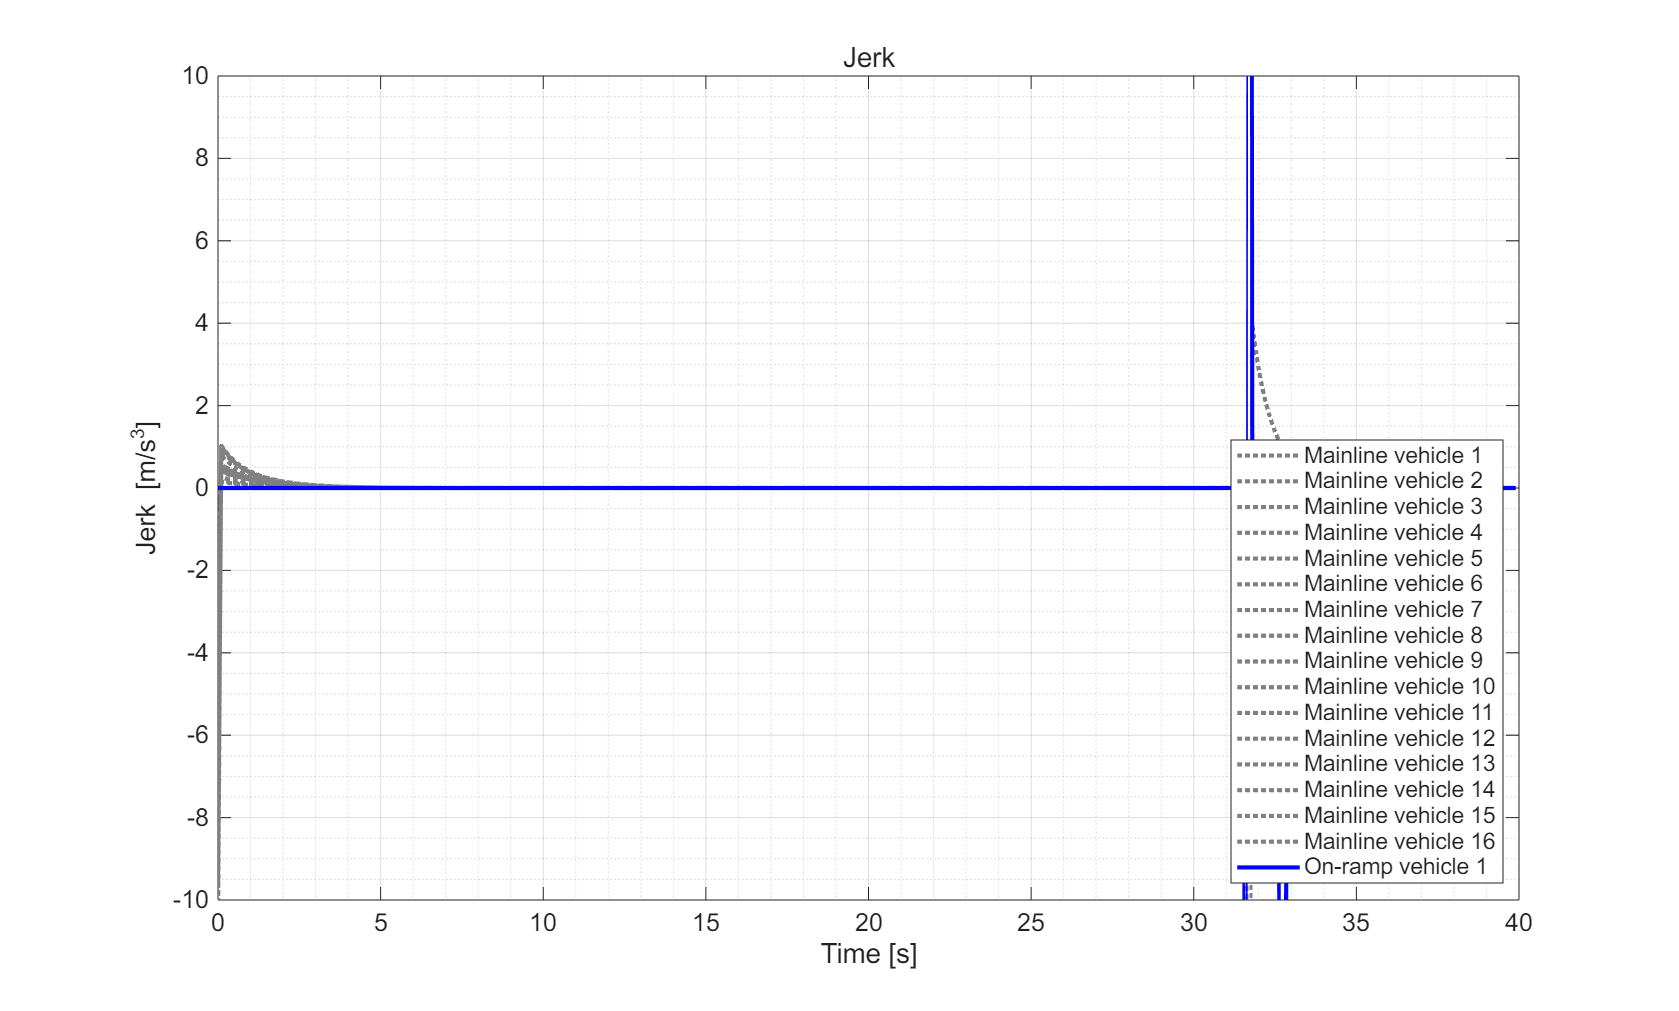 Jerk
10
8
6
4
2
0
-2
-4
-6
-8
-10
Jerk [m/s³]
0
5
10
15
20
25
30
35
40
Time [s]
Mainline vehicle 1
Mainline vehicle 2
Mainline vehicle 3
Mainline vehicle 4
Mainline vehicle 5
Mainline vehicle 6
Mainline vehicle 7
Mainline vehicle 8
Mainline vehicle 9
Mainline vehicle 10
Mainline vehicle 11
Mainline vehicle 12
Mainline vehicle 13
Mainline vehicle 14
Mainline vehicle 15
Mainline vehicle 16
On-ramp vehicle 1